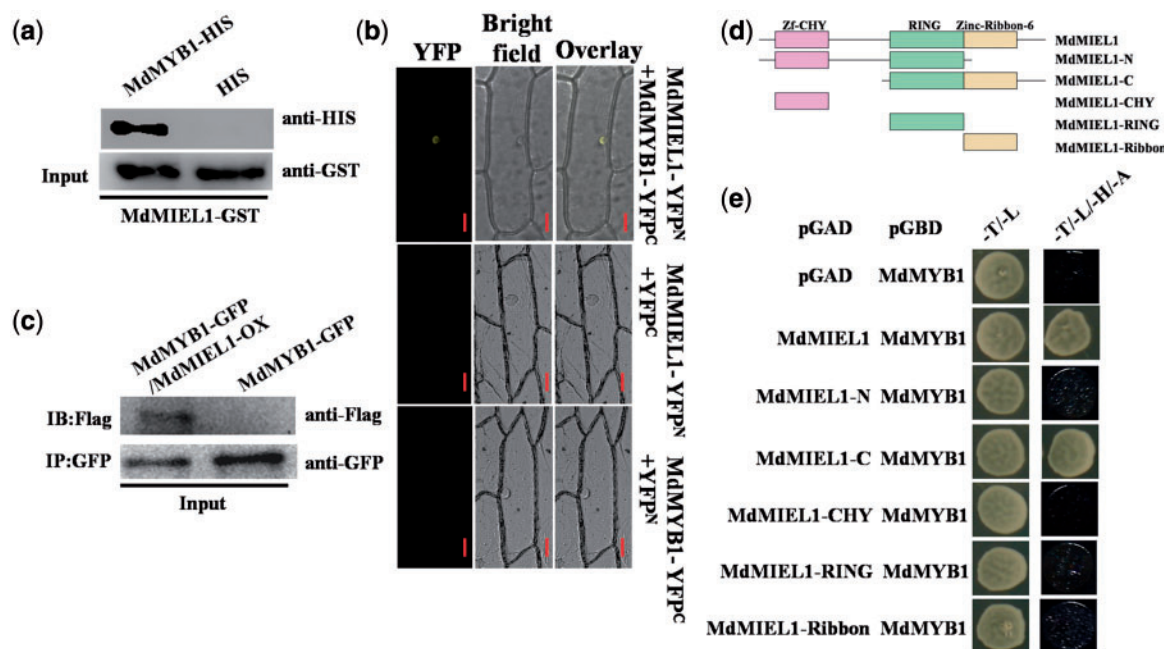 (a)
MdMYB1-HIS
HIS
anti-HIS
Input
anti-GST
MdMIEL1-GST
(b)
YFP
Bright field
Overlay
MdMIEL1-YFPᴺ
+MdMYB1-YFPᶜ
MdMIEL1-YFPᴺ
+YFPᶜ
MdMYB1-YFPᶜ
+YFPᴺ
(c)
MdMYB1-GFP
/MdMIEL1-OX
MdMYB1-GFP
IB:Flag
anti-Flag
IP:GFP
anti-GFP
Input
(d)
Zf-CHY
RING
Zinc-Ribbon-6
MdMIEL1
MdMIEL1-N
MdMIEL1-C
MdMIEL1-CHY
MdMIEL1-RING
MdMIEL1-Ribbon
(e)
pGAD
pGBD
-T/-L
-T/-L/-H/-A
pGAD MdMYB1
MdMIEL1 MdMYB1
MdMIEL1-N MdMYB1
MdMIEL1-C MdMYB1
MdMIEL1-CHY MdMYB1
MdMIEL1-RING MdMYB1
MdMIEL1-Ribbon MdMYB1